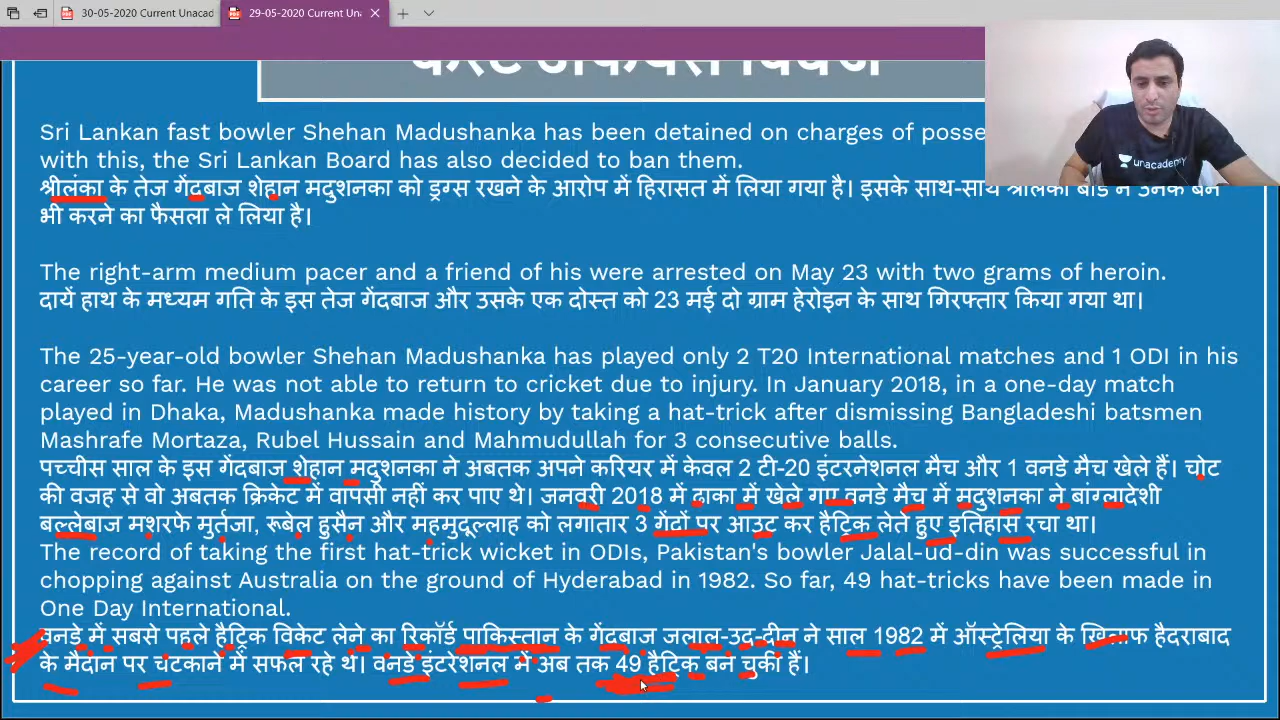 30-05-2020 Current Unacad
29-05-2020 Current Una
करेंट अफेयर्स विवेज
unacademy
Sri Lankan fast bowler Shehan Madushanka has been detained on charges of posse
with this, the Sri Lankan Board has also decided to ban them.
श्रीलंका के तेज गेंदबाज शेहान मदुशनका को ड्रग्स रखने के आरोप में हिरासत में लिया गया है। इसके साथ-साथ श्रीलंका बोर्ड ने उनके बैन
भी करने का फैसला ले लिया है।
The right-arm medium pacer and a friend of his were arrested on May 23 with two grams of heroin.
दायें हाथ के मध्यम गति के इस तेज गेंदबाज और उसके एक दोस्त को 23 मई दो ग्राम हेरोइन के साथ गिरफ्तार किया गया था।
The 25-year-old bowler Shehan Madushanka has played only 2 T20 International matches and 1 ODI in his
career so far. He was not able to return to cricket due to injury. In January 2018, in a one-day match
played in Dhaka, Madushanka made history by taking a hat-trick after dismissing Bangladeshi batsmen
Mashrafe Mortaza, Rubel Hussain and Mahmudullah for 3 consecutive balls.
पच्चीस साल के इस गेंदबाज शेहान मदुशनका ने अबतक अपने करियर में केवल 2 टी-20 इंटरनेशनल मैच और 1 वनडे मैच खेले हैं। चोट
की वजह से वो अबतक क्रिकेट में वापसी नहीं कर पाए थे। जनवरी 2018 में ढाका में खेले गए वनडे मैच में मदुशनका ने बांग्लादेशी
बल्लेबाज मशरफे मुर्तजा, रूबेल हुसैन और महमुदूल्लाह को लगातार 3 गेंदों पर आउट कर हैट्रिक लेते हुए इतिहास रचा था।
The record of taking the first hat-trick wicket in ODIs, Pakistan's bowler Jalal-ud-din was successful in
chopping against Australia on the ground of Hyderabad in 1982. So far, 49 hat-tricks have been made in
One Day International.
वनडे में सबसे पहले हैट्रिक विकेट लेने का रिकॉर्ड पाकिस्तान के गेंदबाज जलाल-उद-दीन ने साल 1982 में ऑस्ट्रेलिया के खिलाफ हैदराबाद
के मैदान पर चटकाने में सफल रहे थे। वनडे इंटरेशनल में अब तक 49 हैट्रिक बन चुकी हैं।